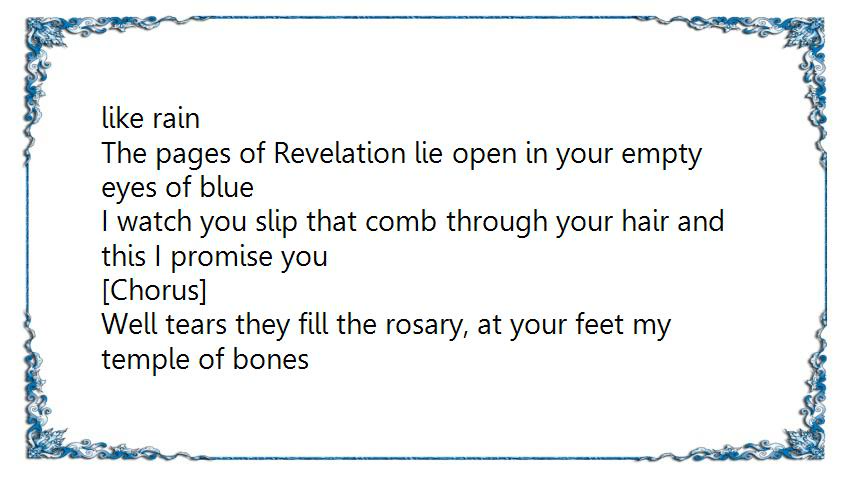 like rain
The pages of Revelation lie open in your empty
eyes of blue
I watch you slip that comb through your hair and
this I promise you
[Chorus]
Well tears they fill the rosary, at your feet my
temple of bones